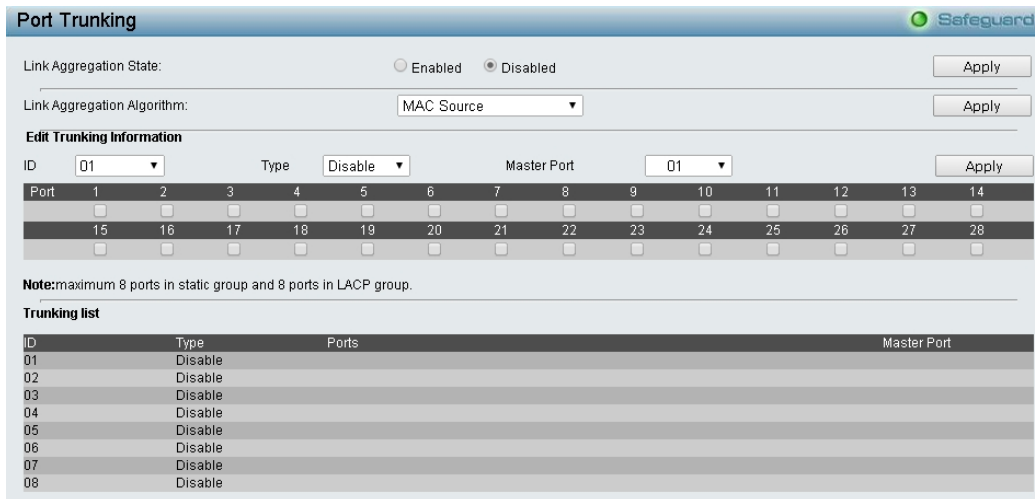 Port Trunking Safeguard
Link Aggregation State: Enabled Disabled Apply
Link Aggregation Algorithm: MAC Source Apply
Edit Trunking Information
ID 01 Type Disable Master Port 01 Apply
Port 1 2 3 4 5 6 7 8 9 10 11 12 13 14
15 16 17 18 19 20 21 22 23 24 25 26 27 28
Note:maximum 8 ports in static group and 8 ports in LACP group.
Trunking list
ID Type Ports Master Port
01 Disable
02 Disable
03 Disable
04 Disable
05 Disable
06 Disable
07 Disable
08 Disable